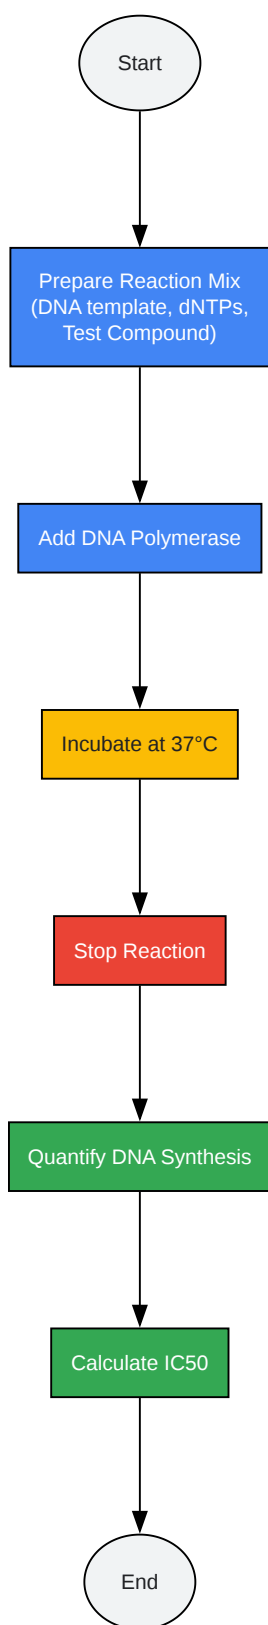 Start
Prepare Reaction Mix
(DNA template, dNTPs,
Test Compound)
Add DNA Polymerase
Incubate at 37°C
Stop Reaction
Quantify DNA Synthesis
Calculate IC50
End